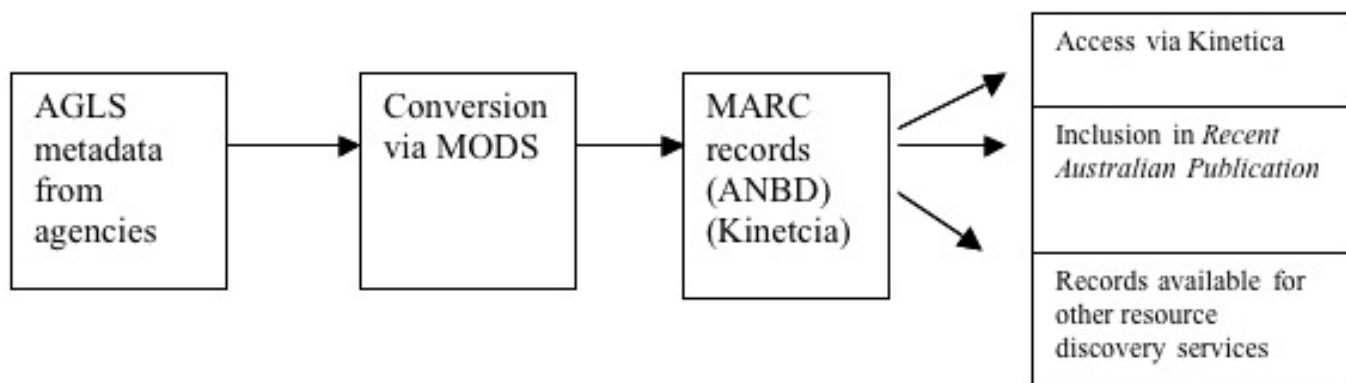 AGLS
metadata
from
agencies
Conversion
via MODS
MARC
records
(ANBD)
(Kinetcia)
Access via Kinetica
Inclusion in Recent
Australian Publication
Records available for
other resource
discovery services